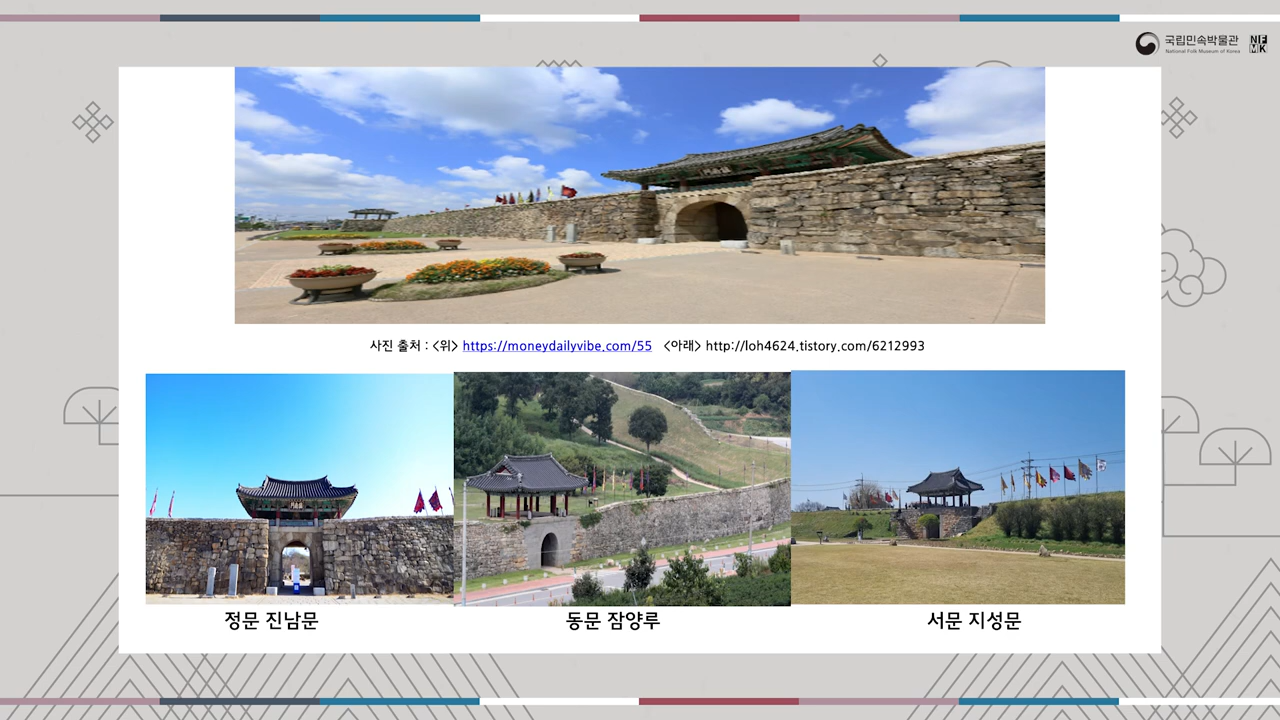 국립민속박물관
National Folk Museum of Korea
NF
MK
사진 출처 : <위> https://moneydailyvibe.com/55 <아래> http://loh4624.tistory.com/6212993
정문 진남문
동문 잠양루
서문 지성문